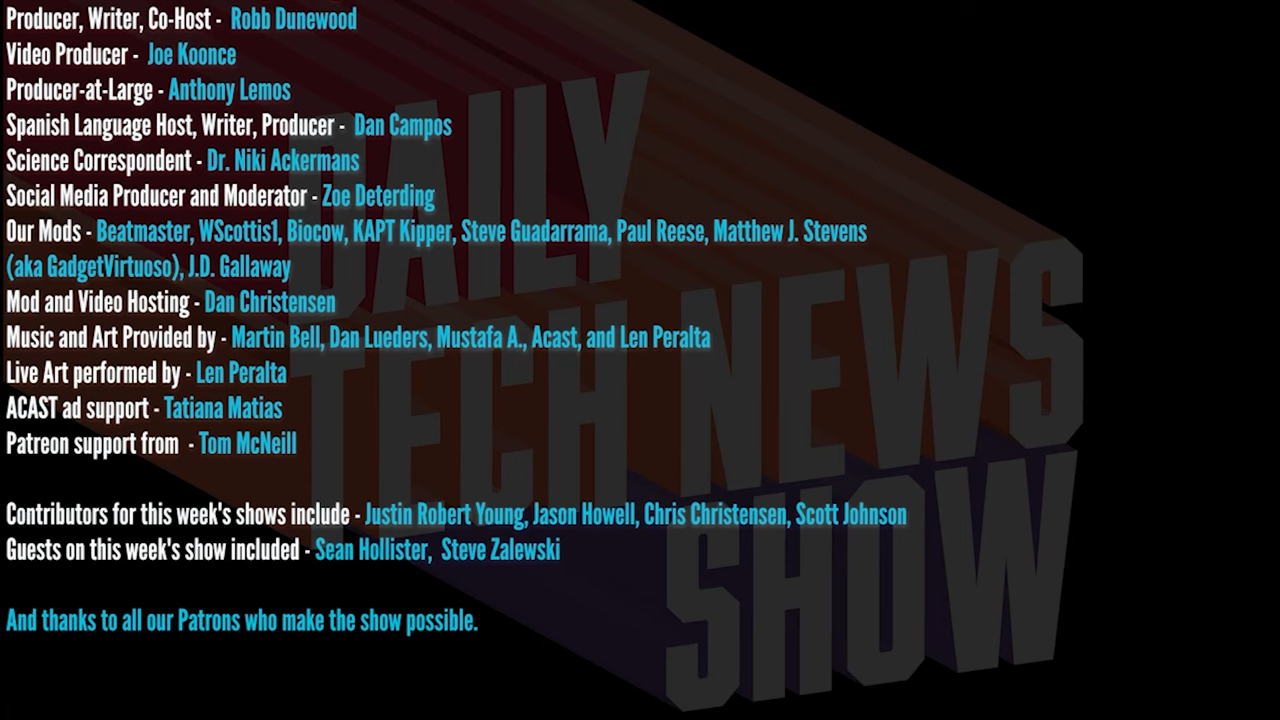 Producer, Writer, Co-Host - Robb Dunewood
Video Producer - Joe Koonce
Producer-at-Large - Anthony Lemos
Spanish Language Host, Writer, Producer - Dan Campos
Science Correspondent - Dr. Niki Ackermans
Social Media Producer and Moderator - Zoe Deterding
Our Mods - Beatmaster, WScottis1, Biocow, KAPT Kipper, Steve Guadarrama, Paul Reese, Matthew J. Stevens
(aka GadgetVirtuoso), J.D. Gallaway
Mod and Video Hosting - Dan Christensen
Music and Art Provided by - Martin Bell, Dan Lueders, Mustafa A., Acast, and Len Peralta
Live Art performed by - Len Peralta
ACAST ad support - Tatiana Matias
Patreon support from - Tom McNeill
Contributors for this week's shows include - Justin Robert Young, Jason Howell, Chris Christensen, Scott Johnson
Guests on this week's show included - Sean Hollister, Steve Zalewski
And thanks to all our Patrons who make the show possible.
DAILY
TECH NEWS
SHOW